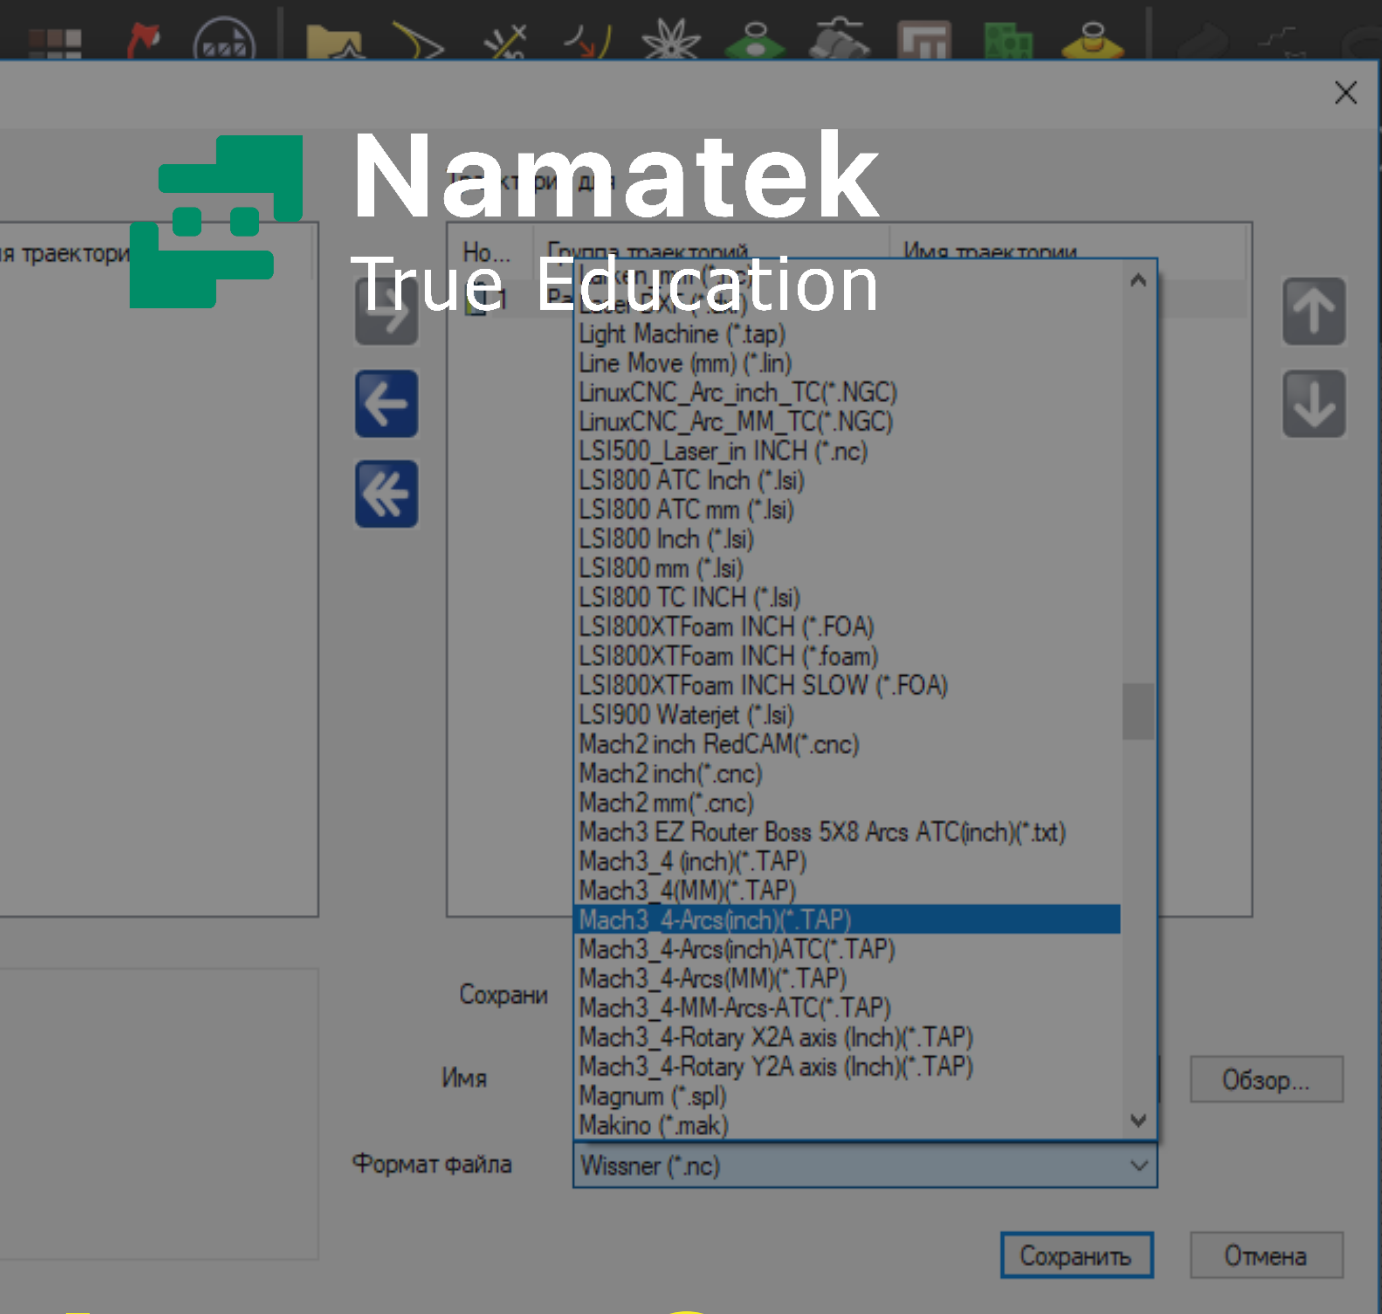 Namatek
True Education
для
я траектори
Но...
Группа траекторий
Имя траектории
1
Light Machine (*.tap)
Line Move (mm) (*.lin)
LinuxCNC_Arc_inch_TC(*.NGC)
LinuxCNC_Arc_MM_TC(*.NGC)
LSI500_Laser_in INCH (*.nc)
LSI800 ATC Inch (*.lsi)
LSI800 ATC mm (*.lsi)
LSI800 Inch (*.lsi)
LSI800 mm (*.lsi)
LSI800 TC INCH (*.lsi)
LSI800XTFoam INCH (*.FOA)
LSI800XTFoam INCH (*.foam)
LSI800XTFoam INCH SLOW (*.FOA)
LSI900 Waterjet (*.lsi)
Mach2 inch RedCAM(*.cnc)
Mach2 inch(*.cnc)
Mach2 mm(*.cnc)
Mach3 EZ Router Boss 5X8 Arcs ATC(inch)(*.txt)
Mach3_4 (inch)(*.TAP)
Mach3_4(MM)(*.TAP)
Mach3_4-Arcs(inch)(*.TAP)
Mach3_4-Arcs(inch)ATC(*.TAP)
Mach3_4-Arcs(MM)(*.TAP)
Mach3_4-MM-Arcs-ATC(*.TAP)
Mach3_4-Rotary X2A axis (Inch)(*.TAP)
Mach3_4-Rotary Y2A axis (Inch)(*.TAP)
Magnum (*.spl)
Makino (*.mak)
Сохрани
Имя
Обзор...
Формат файла
Wissner (*.nc)
Сохранить
Отмена